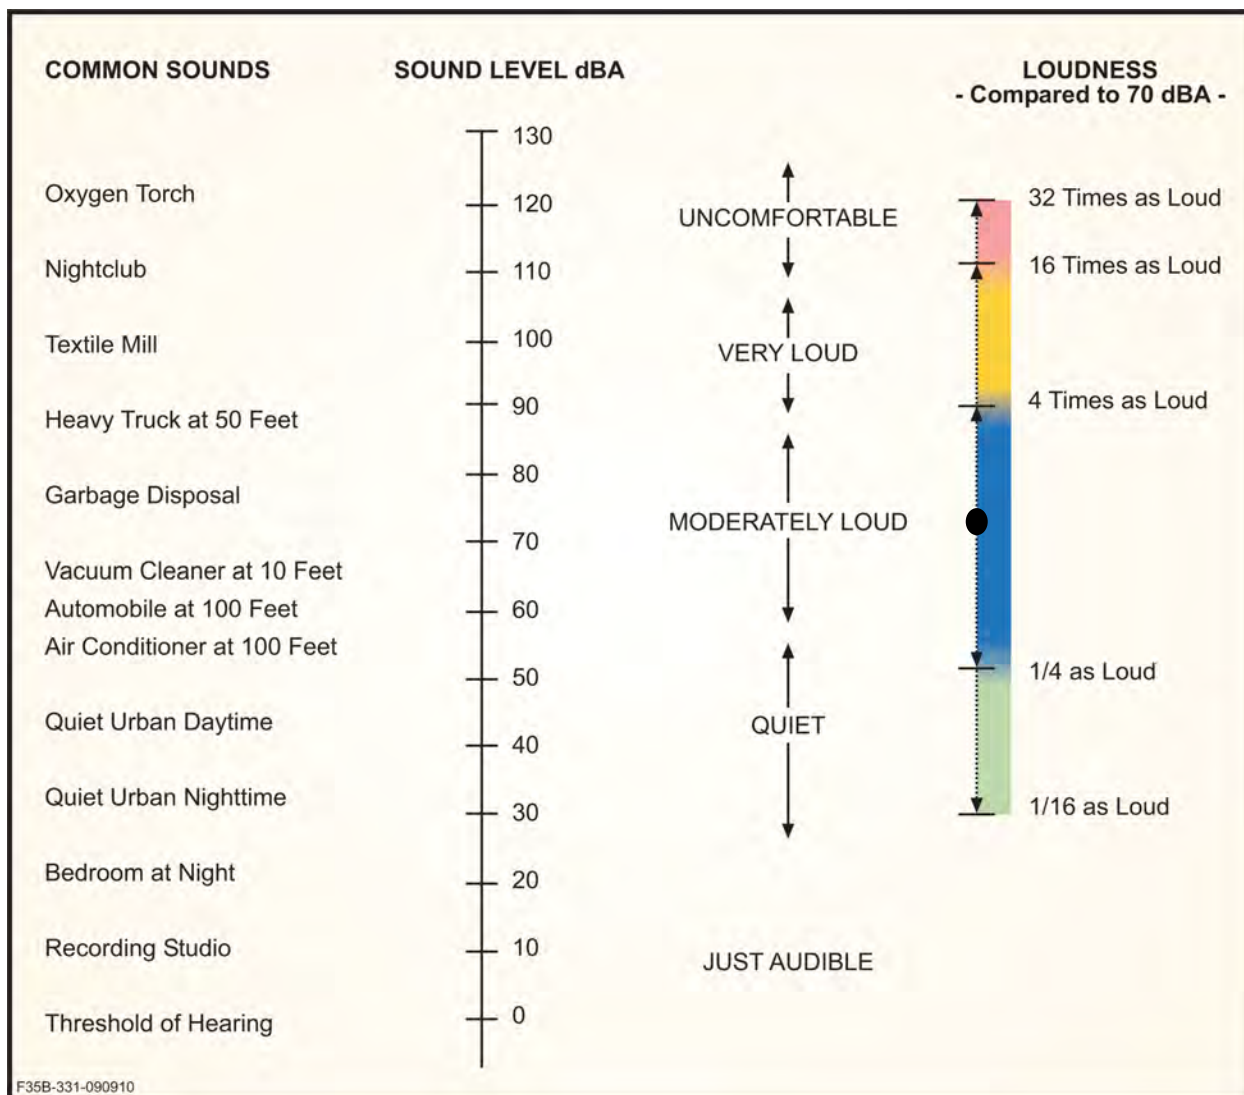 COMMON SOUNDS
SOUND LEVEL dBA
LOUDNESS
- Compared to 70 dBA -
Oxygen Torch
Nightclub
Textile Mill
Heavy Truck at 50 Feet
Garbage Disposal
Vacuum Cleaner at 10 Feet
Automobile at 100 Feet
Air Conditioner at 100 Feet
Quiet Urban Daytime
Quiet Urban Nighttime
Bedroom at Night
Recording Studio
Threshold of Hearing
130
120
110
100
90
80
70
60
50
40
30
20
10
0
UNCOMFORTABLE
VERY LOUD
MODERATELY LOUD
QUIET
JUST AUDIBLE
32 Times as Loud
16 Times as Loud
4 Times as Loud
1/4 as Loud
1/16 as Loud
F35B-331-090910